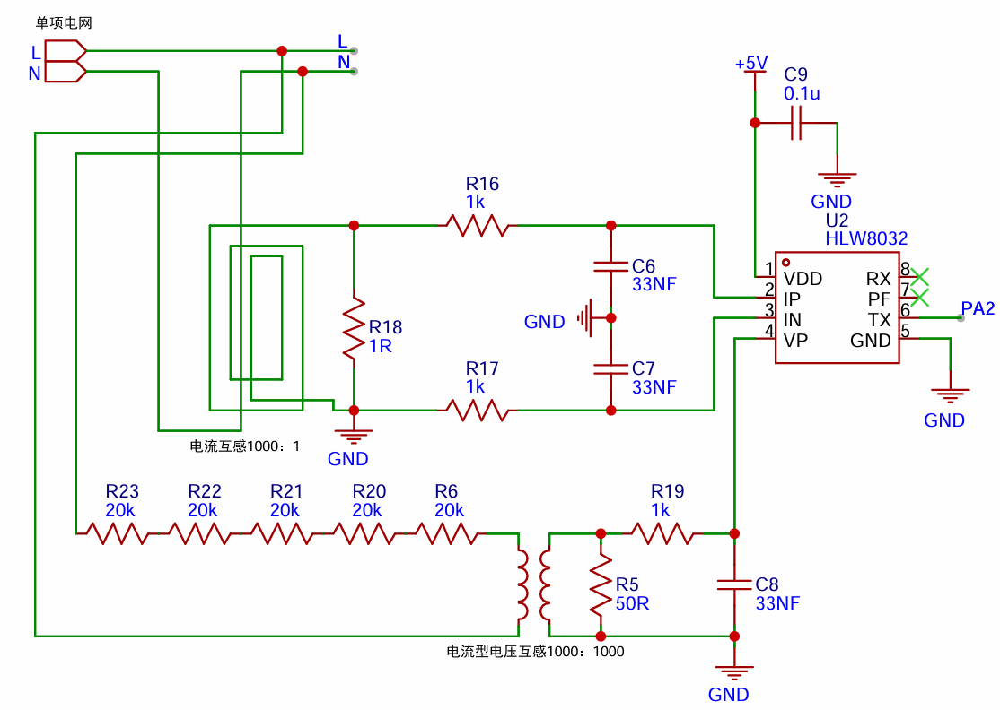 单项电网
L
N
L
N
+5V
C9
0.1u
GND
U2
HLW8032
R16
1k
C6
33NF
GND
R18
1R
R17
1k
C7
33NF
GND
电流互感1000：1
1 VDD
2 IP
3 IN
4 VP
RX 8
PF 7
TX 6
GND 5
PA2
GND
R23
20k
R22
20k
R21
20k
R20
20k
R6
20k
R19
1k
R5
50R
C8
33NF
电流型电压互感1000：1000
GND